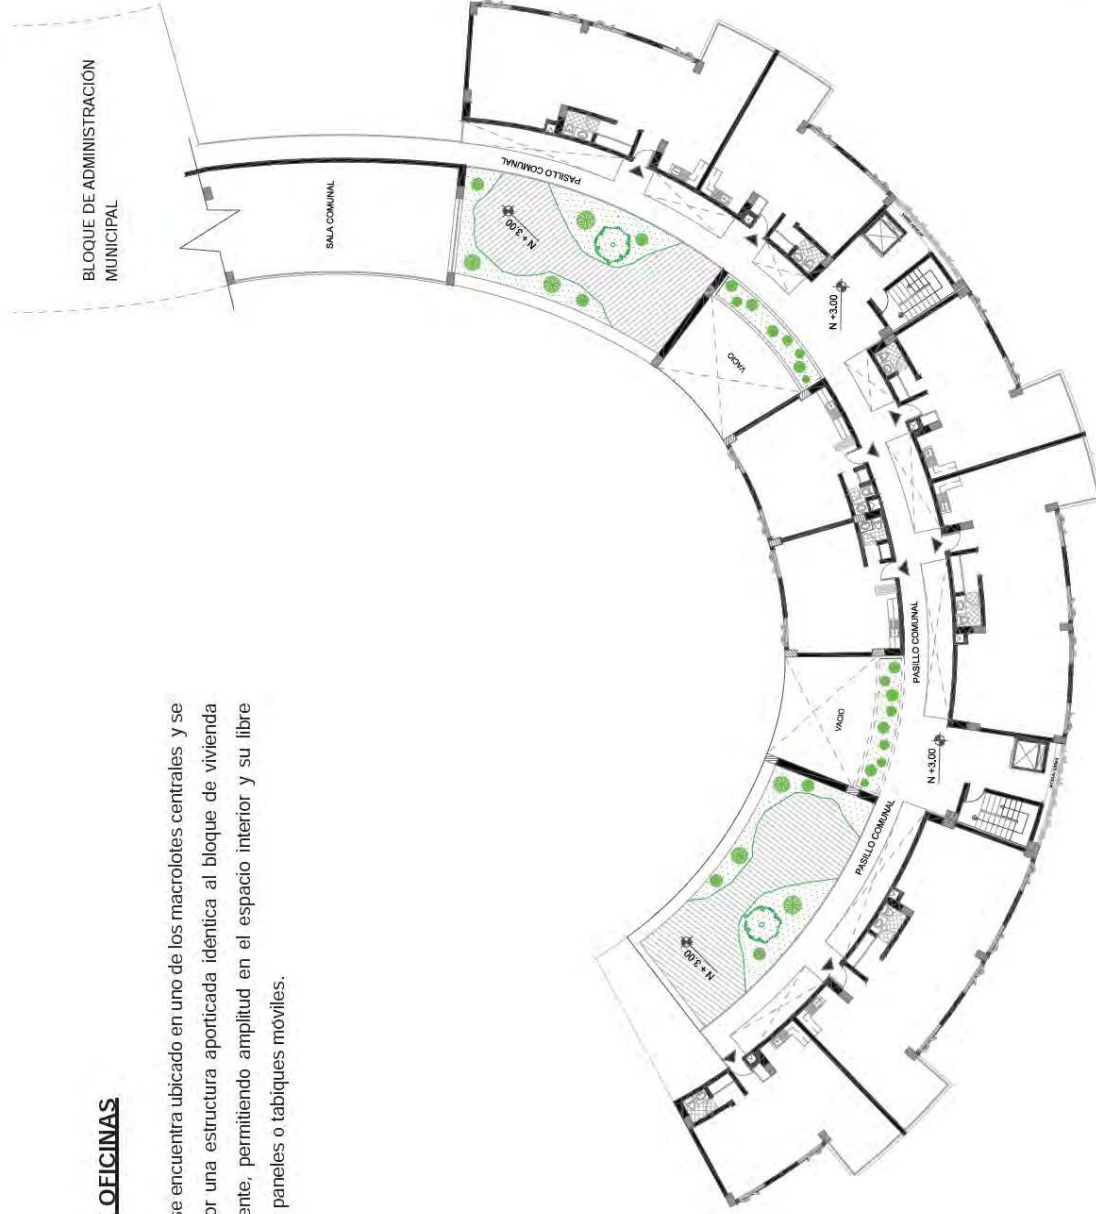 OFICINAS
se encuentra ubicado en uno de los macrolotes centrales y se
or una estructura aporticada idéntica al bloque de vivienda
ente, permitiendo amplitud en el espacio interior y su libre
paneles o tabiques móviles.
BLOQUE DE ADMINISTRACIÓN
MUNICIPAL
SALA COMUNAL
PASILLO COMUNAL
N + 3.00
VACIO
N +3.00
PASILLO COMUNAL
VACIO
N +3.00
PASILLO COMUNAL
N + 3.00